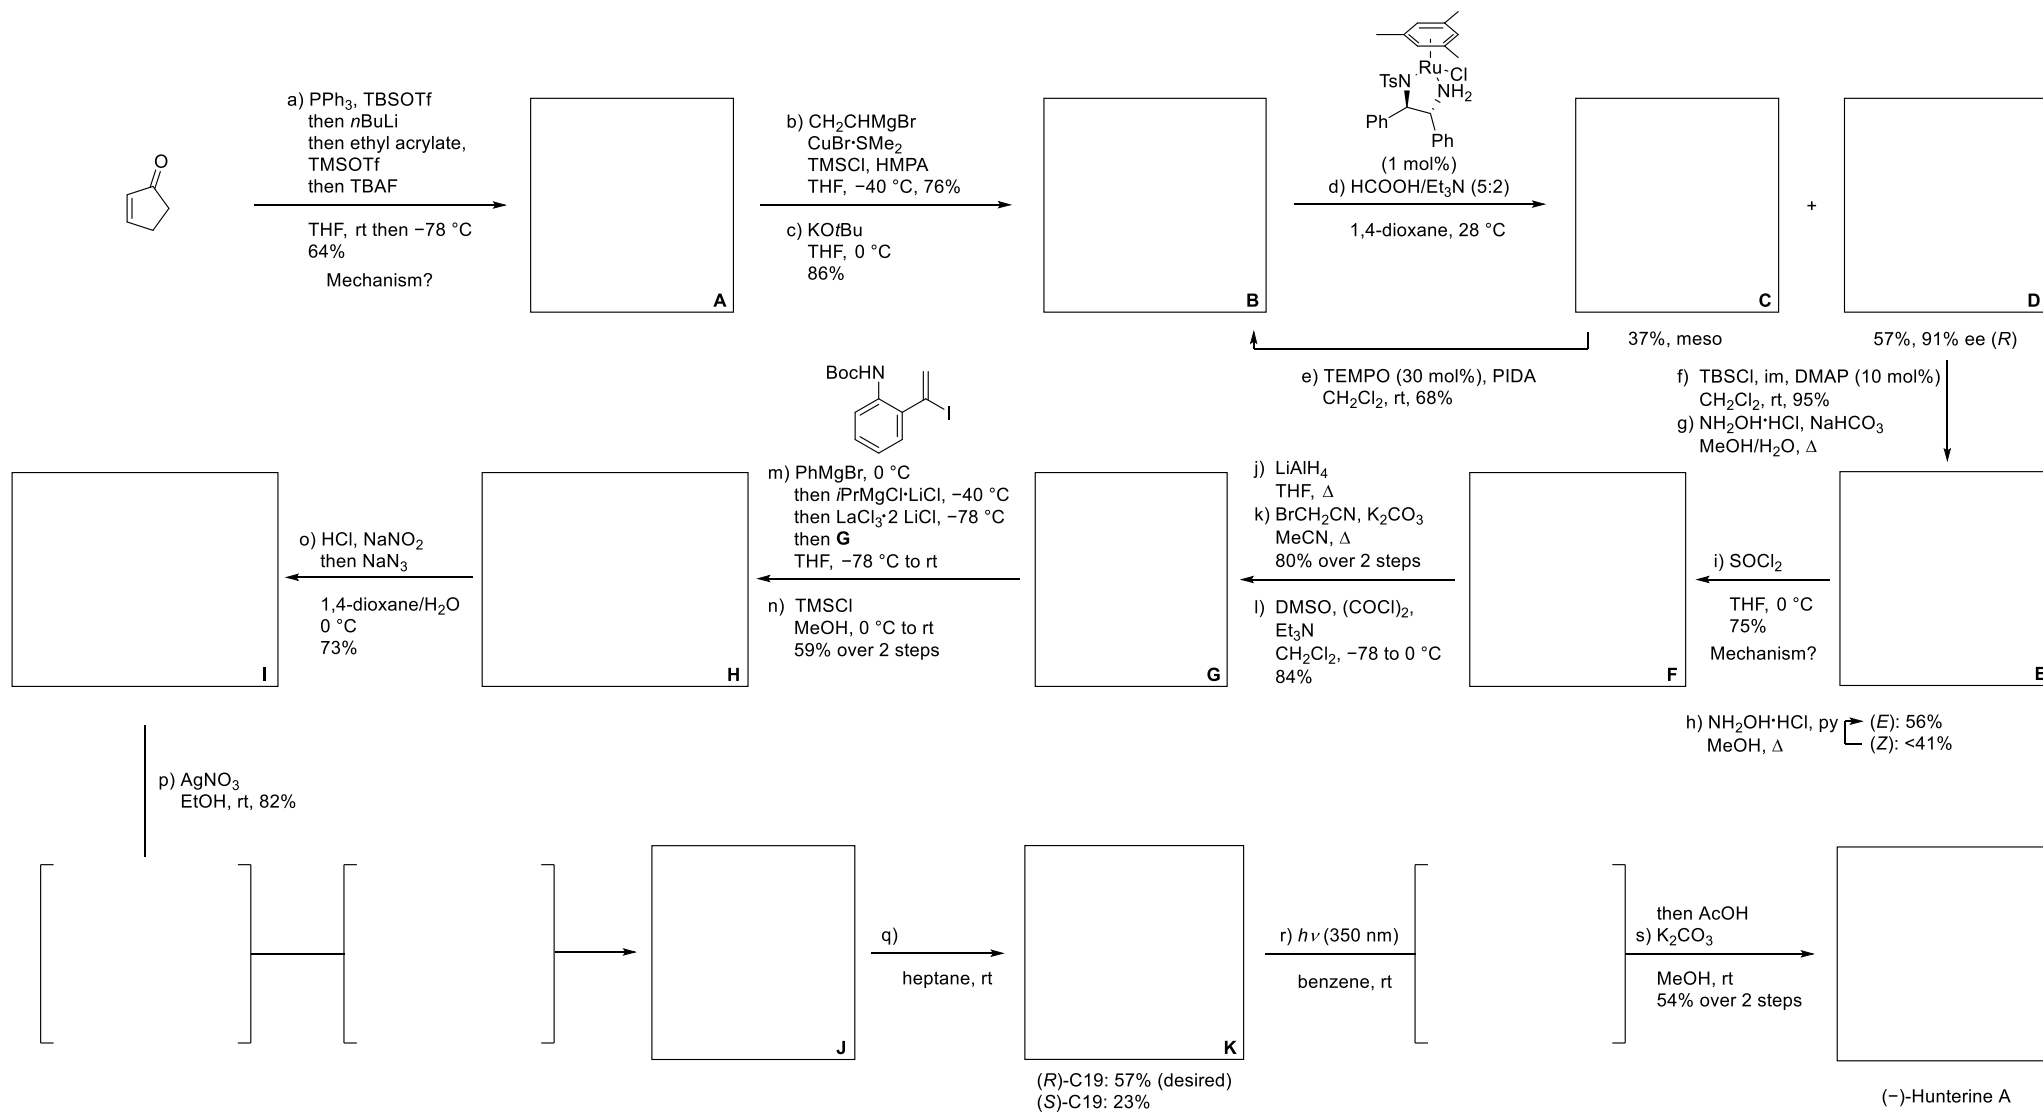 O
a) PPh3, TBSOTf
then nBuLi
then ethyl acrylate,
TMSOTf
then TBAF
THF, rt then −78 °C
64%
Mechanism?
A
b) CH2CHMgBr
CuBr•SMe2
TMSCl, HMPA
THF, −40 °C, 76%
c) KOtBu
THF, 0 °C
86%
B
Ru
Cl
TsN
NH2
Ph
Ph
(1 mol%)
d) HCOOH/Et3N (5:2)
1,4-dioxane, 28 °C
C
+
D
37%, meso
57%, 91% ee (R)
e) TEMPO (30 mol%), PIDA
CH2Cl2, rt, 68%
f) TBSCl, im, DMAP (10 mol%)
CH2Cl2, rt, 95%
g) NH2OH•HCl, NaHCO3
MeOH/H2O, Δ
E
h) NH2OH•HCl, py
MeOH, Δ
(E): 56%
(Z): <41%
i) SOCl2
THF, 0 °C
75%
Mechanism?
F
j) LiAlH4
THF, Δ
k) BrCH2CN, K2CO3
MeCN, Δ
80% over 2 steps
l) DMSO, (COCl)2,
Et3N
CH2Cl2, −78 to 0 °C
84%
G
BocHN
I
m) PhMgBr, 0 °C
then iPrMgCl•LiCl, −40 °C
then LaCl3•2 LiCl, −78 °C
then G
THF, −78 °C to rt
n) TMSCl
MeOH, 0 °C to rt
59% over 2 steps
H
o) HCl, NaNO2
then NaN3
1,4-dioxane/H2O
0 °C
73%
I
p) AgNO3
EtOH, rt, 82%
J
q)
heptane, rt
K
(R)-C19: 57% (desired)
(S)-C19: 23%
r) hν (350 nm)
benzene, rt
then AcOH
s) K2CO3
MeOH, rt
54% over 2 steps
(−)-Hunterine A